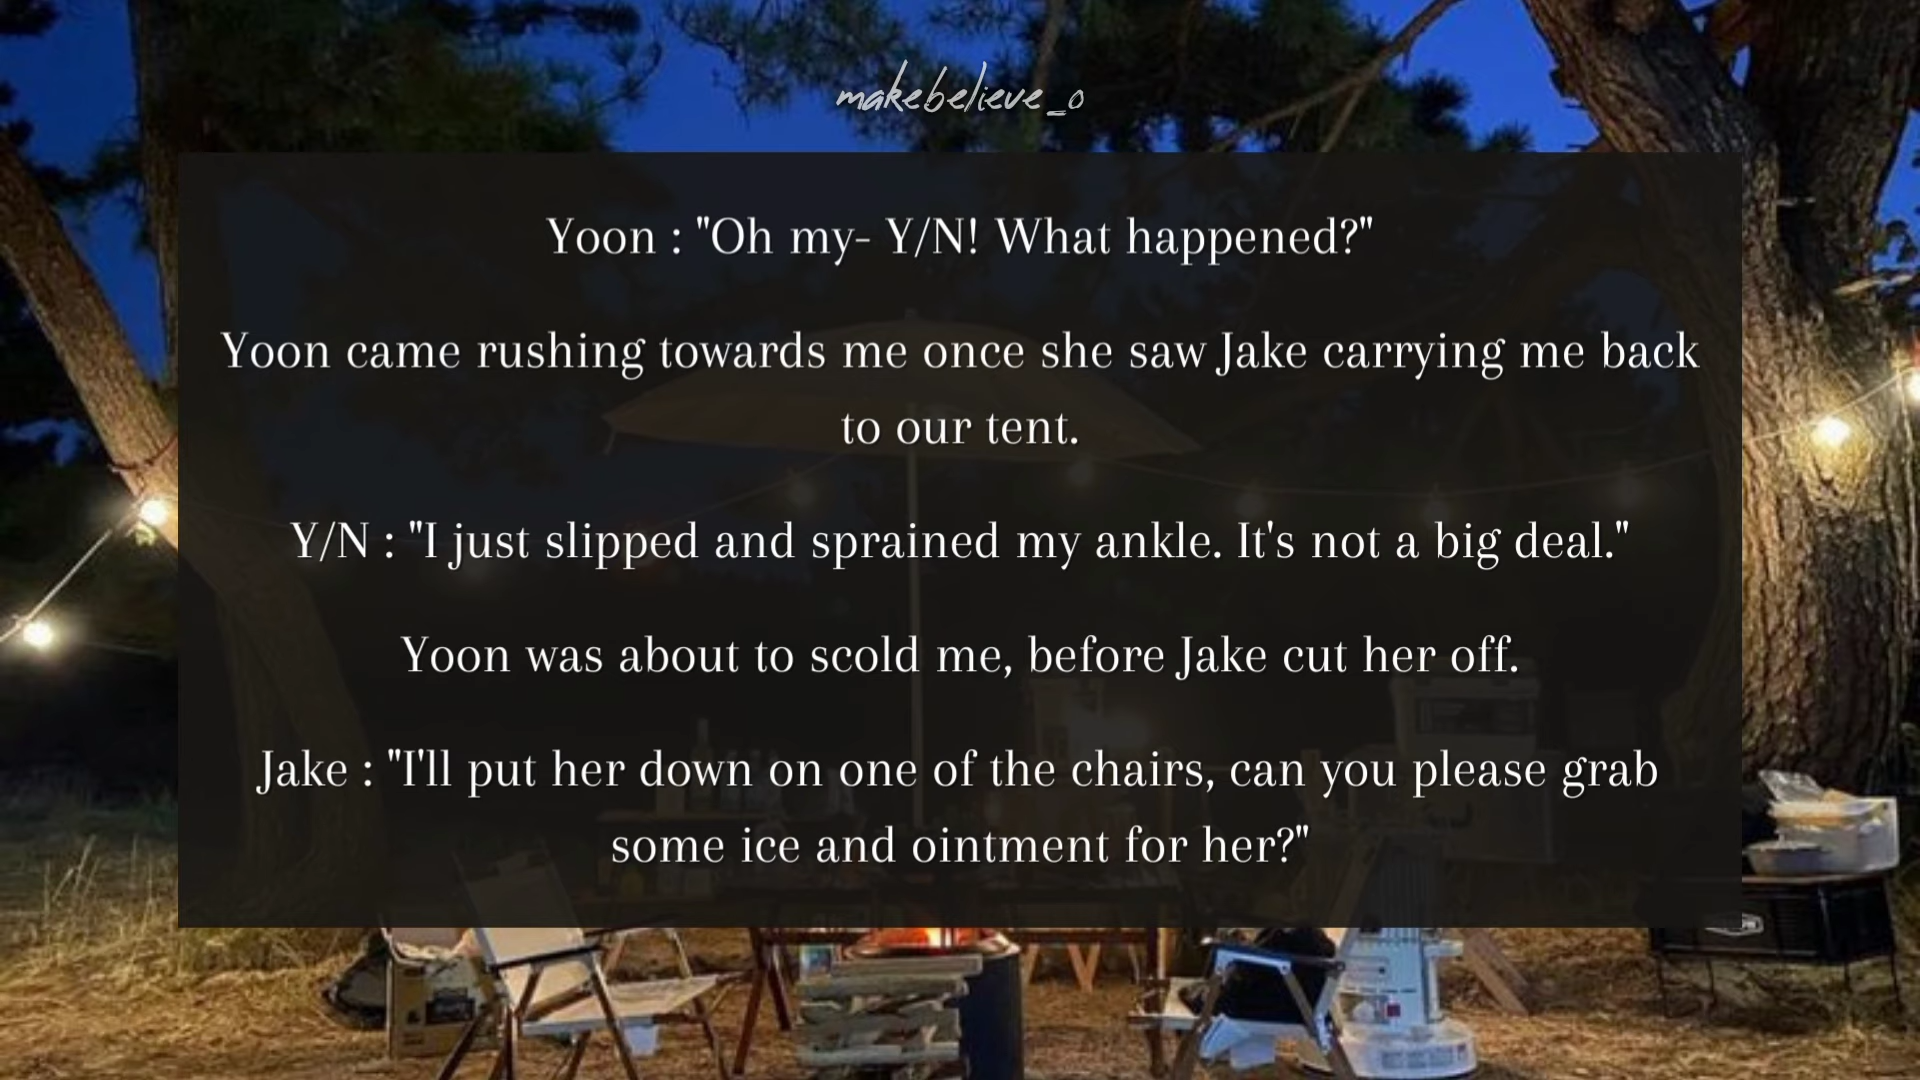 makebelieve_o
Yoon : "Oh my- Y/N! What happened?"
Yoon came rushing towards me once she saw Jake carrying me back
to our tent.
Y/N : "I just slipped and sprained my ankle. It's not a big deal."
Yoon was about to scold me, before Jake cut her off.
Jake : "I'll put her down on one of the chairs, can you please grab
some ice and ointment for her?"